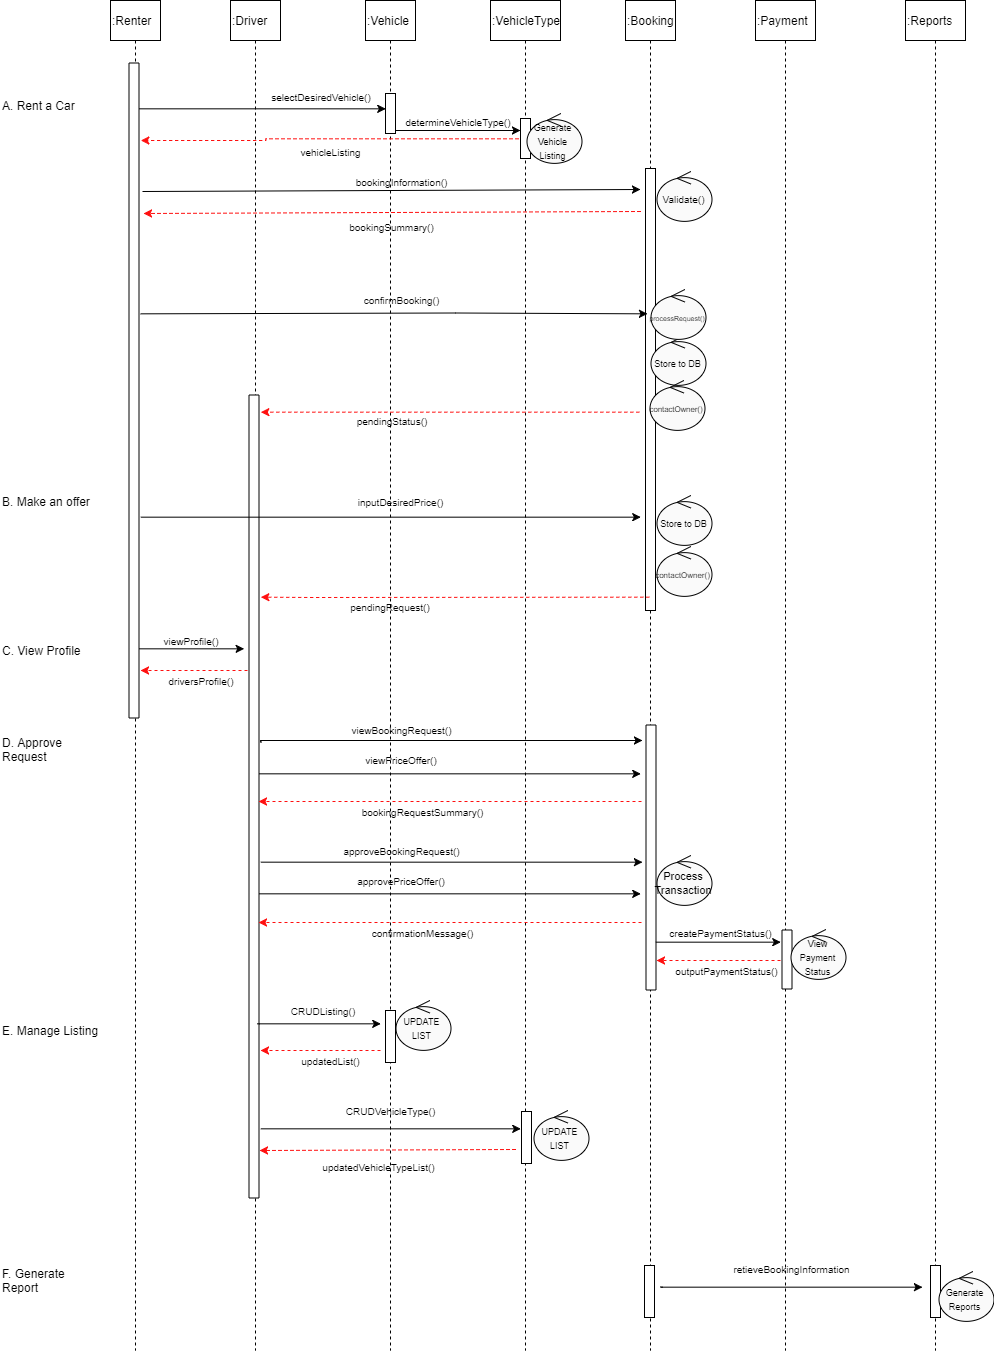 :Renter
:Driver
:Vehicle
:VehicleType
:Booking
:Payment
:Reports
A. Rent a Car
selectDesiredVehicle()
determineVehicleType()
Generate
Vehicle
Listing
vehicleListing
bookingInformation()
Validate()
bookingSummary()
confirmBooking()
processRequest()
Store to DB
contactOwner()
pendingStatus()
B. Make an offer
inputDesiredPrice()
Store to DB
contactOwner()
pendingRequest()
C. View Profile
viewProfile()
driversProfile()
D. Approve
Request
viewBookingRequest()
viewPriceOffer()
bookingRequestSummary()
approveBookingRequest()
approvePriceOffer()
Process
Transaction
confirmationMessage()
createPaymentStatus()
View
Payment
Status
outputPaymentStatus()
E. Manage Listing
CRUDListing()
UPDATE
LIST
updatedList()
CRUDVehicleType()
UPDATE
LIST
updatedVehicleTypeList()
F. Generate
Report
retieveBookingInformation
Generate
Reports